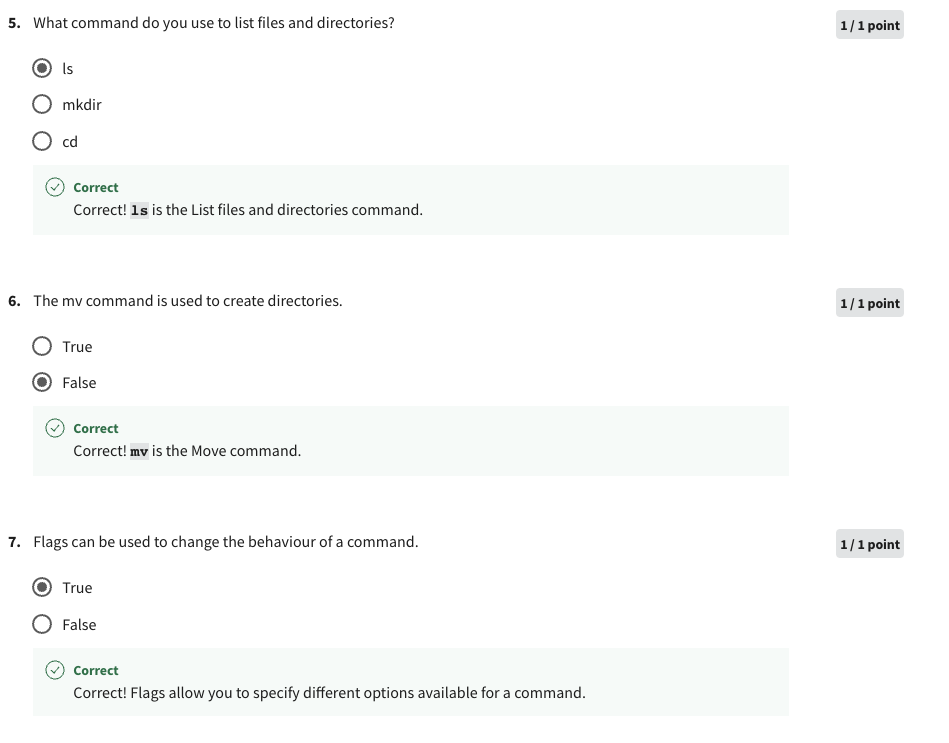 5. What command do you use to list files and directories?
1 / 1 point
ls
mkdir
cd
Correct
Correct! ls is the List files and directories command.
6. The mv command is used to create directories.
1 / 1 point
True
False
Correct
Correct! mv is the Move command.
7. Flags can be used to change the behaviour of a command.
1 / 1 point
True
False
Correct
Correct! Flags allow you to specify different options available for a command.